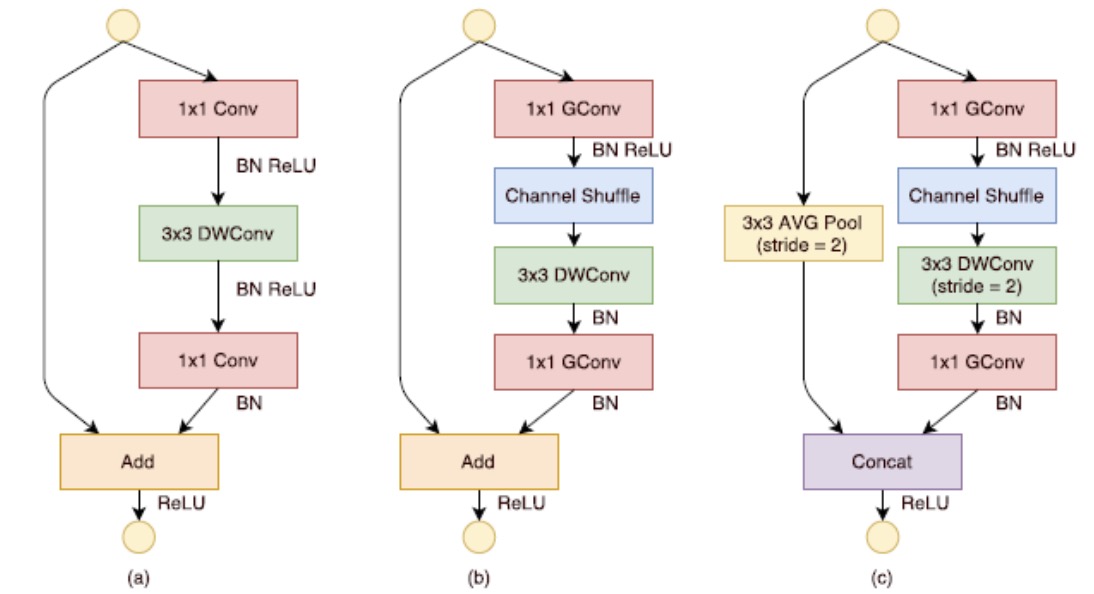 1x1 Conv
BN ReLU
3x3 DWConv
BN ReLU
1x1 Conv
BN
Add
ReLU
(a)
1x1 GConv
BN ReLU
Channel Shuffle
3x3 DWConv
BN
1x1 GConv
BN
Add
ReLU
(b)
1x1 GConv
BN ReLU
Channel Shuffle
3x3 AVG Pool
(stride = 2)
3x3 DWConv
(stride = 2)
BN
1x1 GConv
BN
Concat
ReLU
(c)